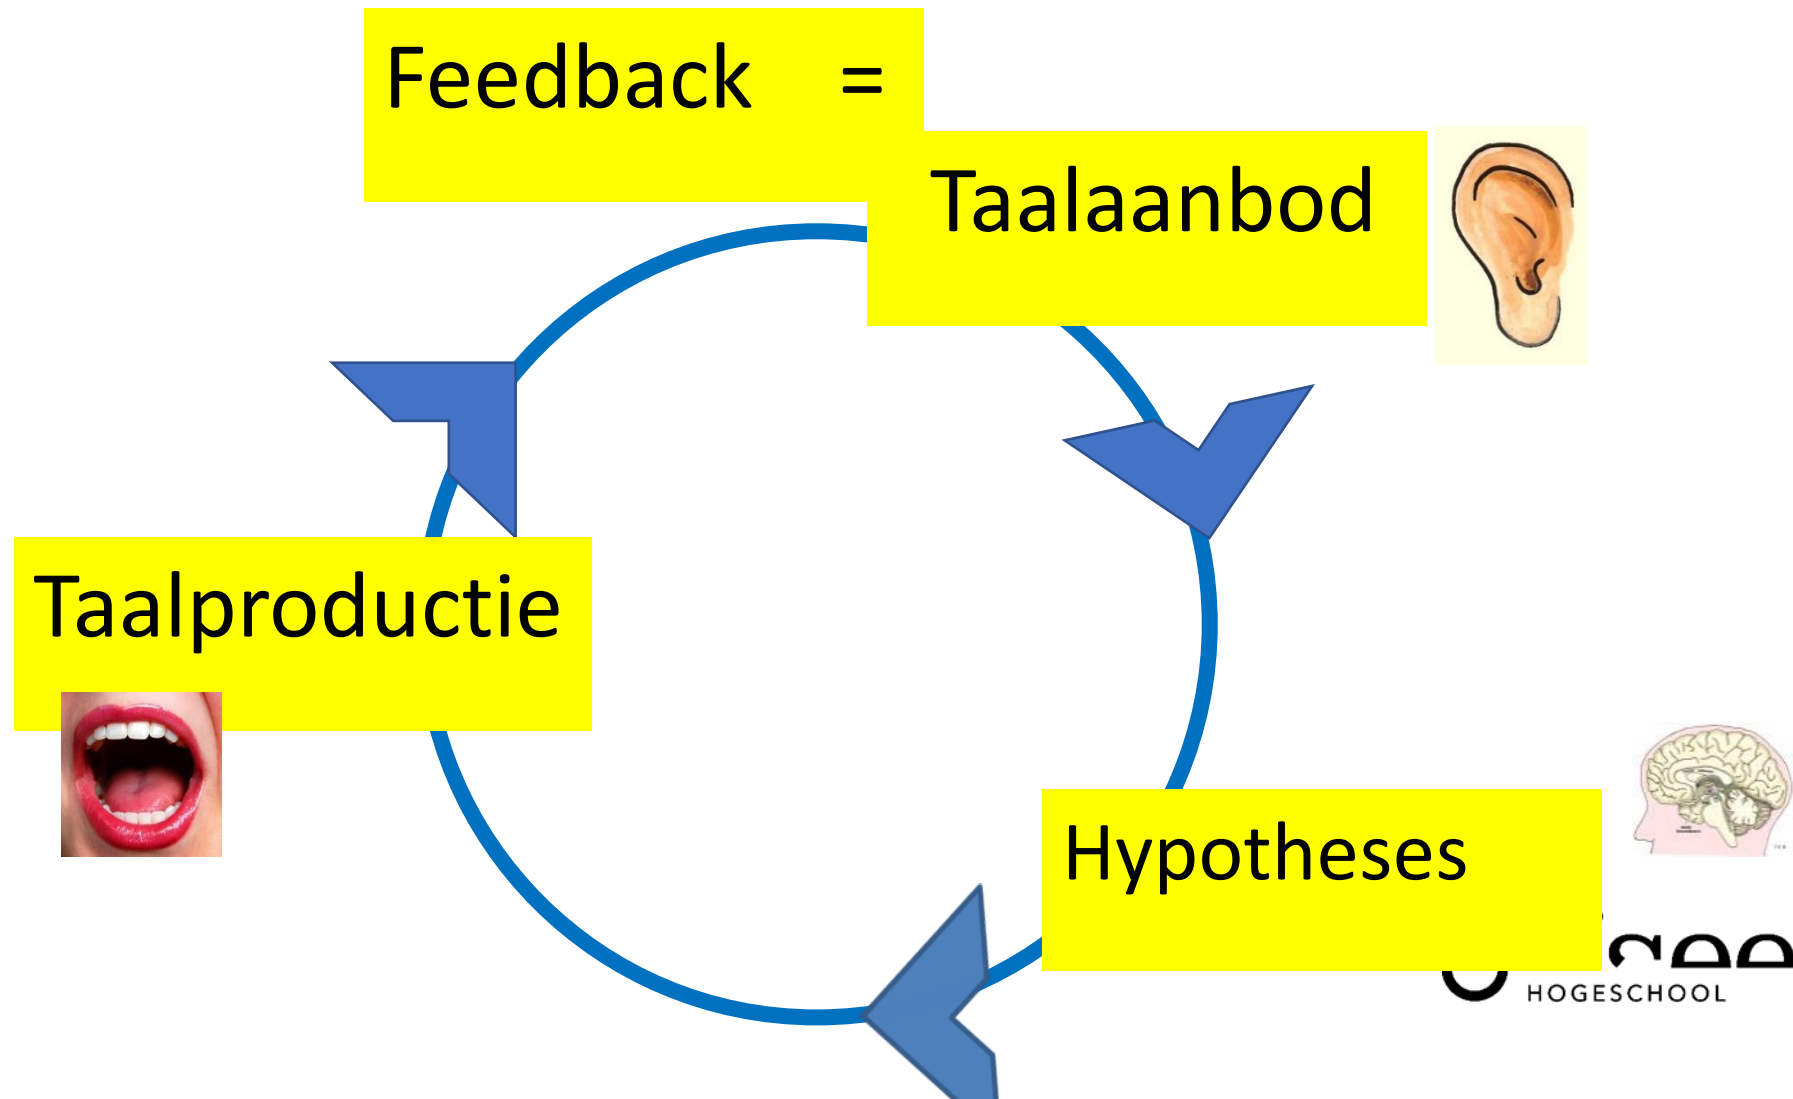 Feedback =
Taalaanbod
Taalproductie
Hypotheses
HOGESCHOOL